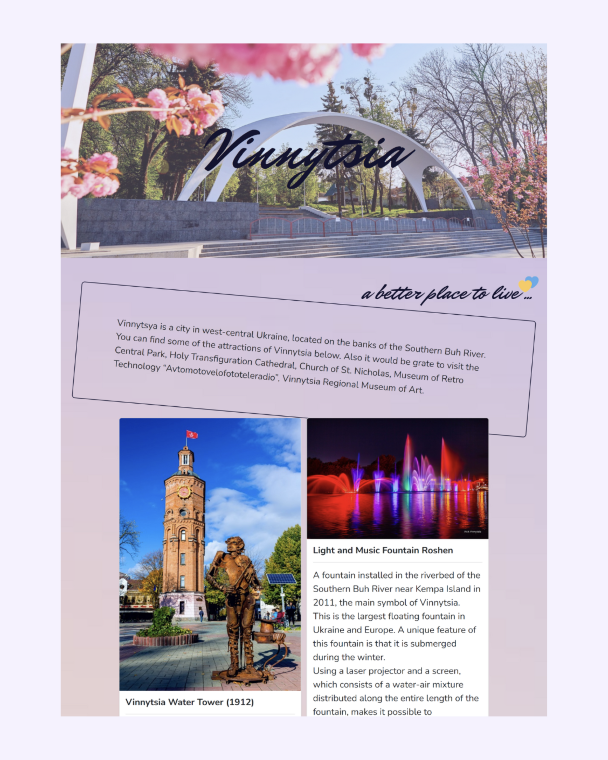 Vinnytsia
a better place to live ...
Vinnytsya is a city in west-central Ukraine, located on the banks of the Southern Buh River.
You can find some of the attractions of Vinnytsia below. Also it would be grate to visit the
Central Park, Holy Transfiguration Cathedral, Church of St. Nicholas, Museum of Retro
Technology "Avtomotovelofototeleradio", Vinnytsia Regional Museum of Art.
Vinnytsia Water Tower (1912)
Light and Music Fountain Roshen
A fountain installed in the riverbed of the
Southern Buh River near Kempa Island in
2011, the main symbol of Vinnytsia.
This is the largest floating fountain in
Ukraine and Europe. A unique feature of
this fountain is that it is submerged
during the winter.
Using a laser projector and a screen,
which consists of a water-air mixture
distributed along the entire length of the
fountain, makes it possible to